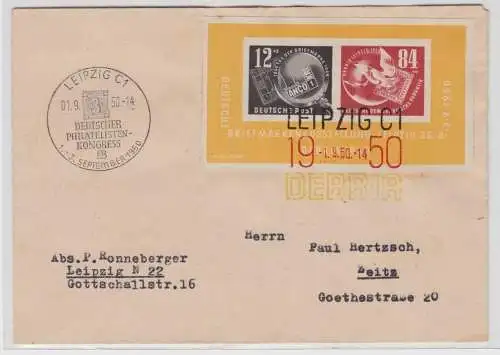 LEIPZIG C1
01.9.50-14
DEUTSCHER
PHILATELISTEN-
KONGRESS
1.-3. SEPTEMBER 1950
12
84
DEUTSCHE POST
LEIPZIG C1
19 -1.9.50.-14 50
DEBRIA
Abs.P.Ronneberger
Leipzig N 22
Gottschallstr.16
Herrn
Paul Hertzsch,
Zeitz
Goethestraße 20